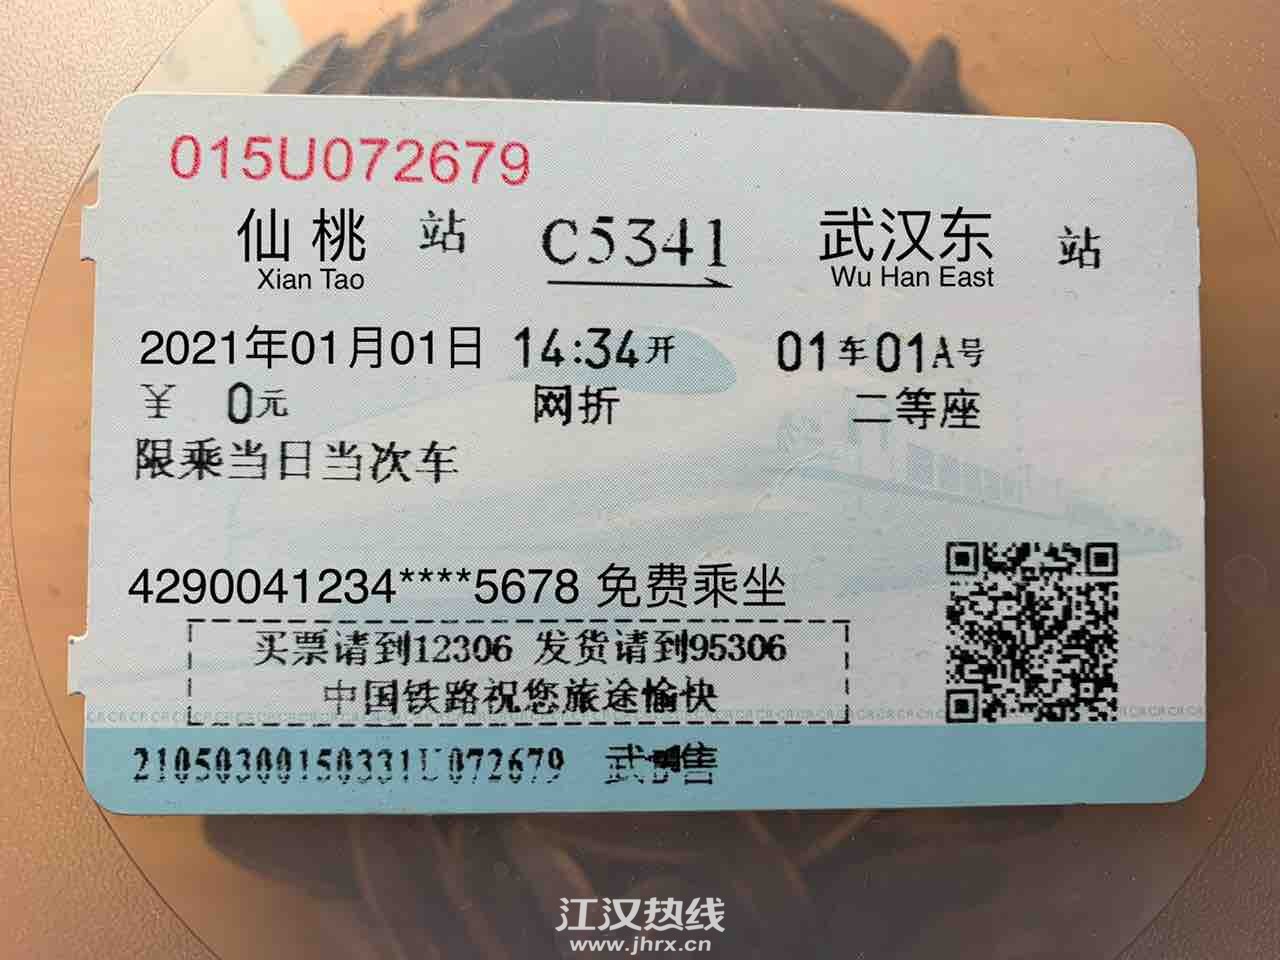 015U072679
仙桃 站 C5341 武汉东 站
Xian Tao Wu Han East
2021年01月01日 14:34开 01车01A号
¥ 0元 网折 二等座
限乘当日当次车
4290041234****5678 免费乘坐
买票请到12306 发货请到95306
中国铁路祝您旅途愉快
21050300150331U072679 武 售
江汉热线
www.jhrx.cn